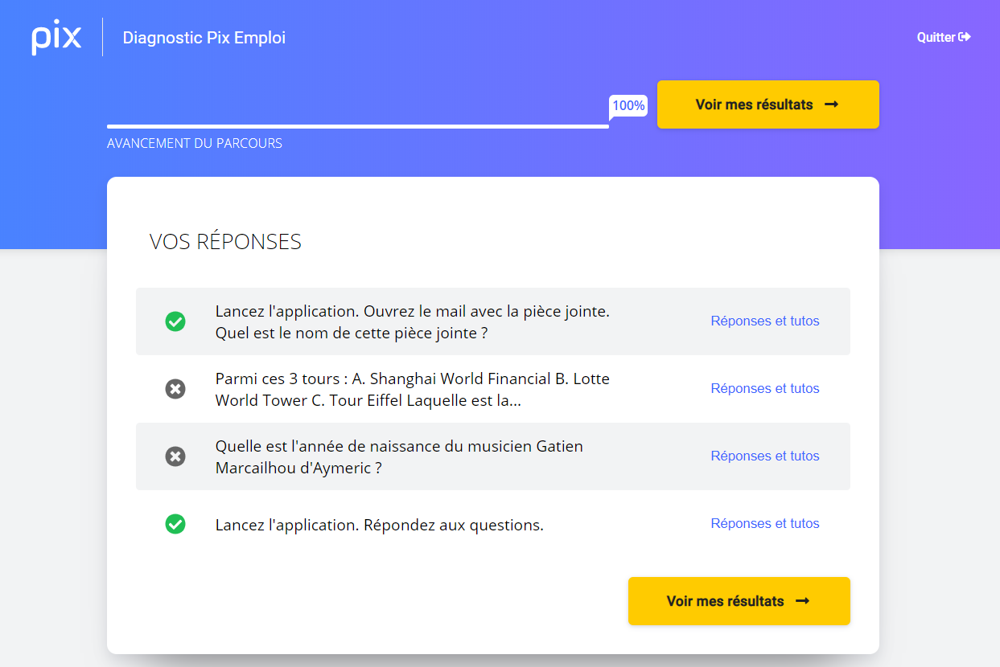 pix
Diagnostic Pix Emploi
Quitter
100%
Voir mes résultats
AVANCEMENT DU PARCOURS
VOS RÉPONSES
Lancez l'application. Ouvrez le mail avec la pièce jointe.
Quel est le nom de cette pièce jointe ?
Réponses et tutos
Parmi ces 3 tours : A. Shanghai World Financial B. Lotte
World Tower C. Tour Eiffel Laquelle est la...
Réponses et tutos
Quelle est l'année de naissance du musicien Gatien
Marcailhou d'Aymeric ?
Réponses et tutos
Lancez l'application. Répondez aux questions.
Réponses et tutos
Voir mes résultats